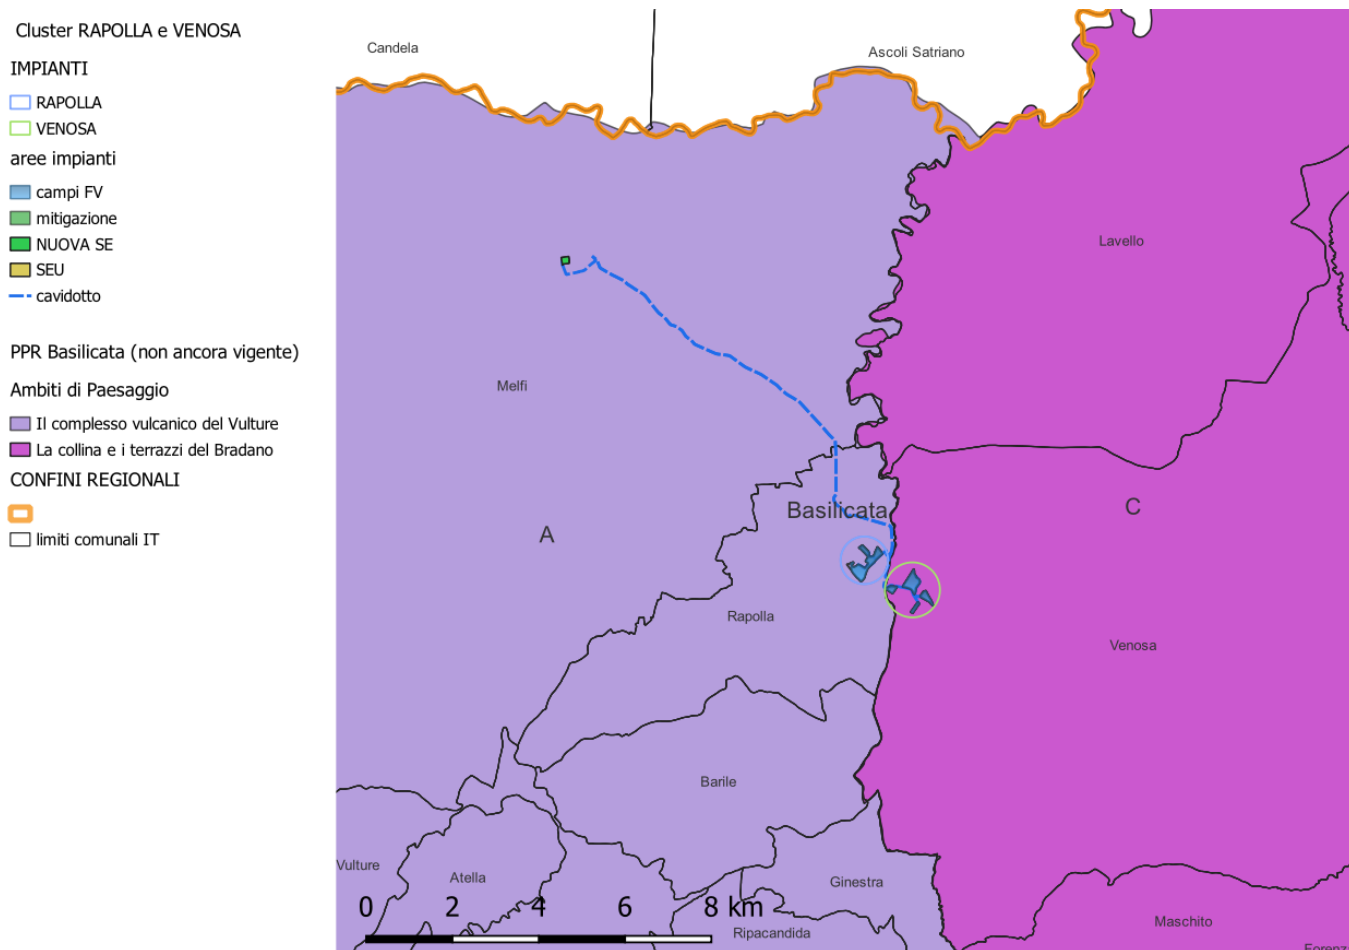 Cluster RAPOLLA e VENOSA
IMPIANTI
RAPOLLA
VENOSA
aree impianti
campi FV
mitigazione
NUOVA SE
SEU
cavidotto
PPR Basilicata (non ancora vigente)
Ambiti di Paesaggio
Il complesso vulcanico del Vulture
La collina e i terrazzi del Bradano
CONFINI REGIONALI
limiti comunali IT
Candela
Ascoli Satriano
Lavello
Melfi
Basilicata
C
A
Rapolla
Venosa
Barile
Vulture
Atella
Ginestra
0 2 4 6 8 km
Ripacandida
Maschito
Forenz